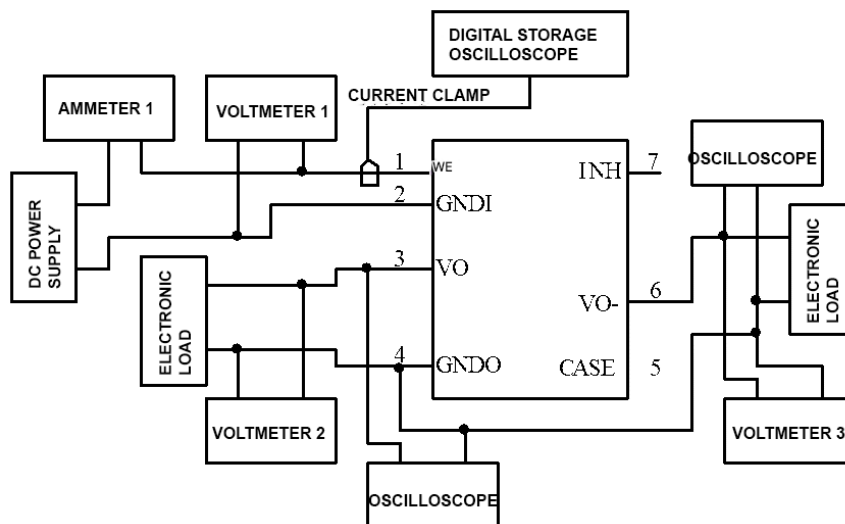 DIGITAL STORAGE
OSCILLOSCOPE
AMMETER 1
VOLTMETER 1
CURRENT CLAMP
1
WE
INH
7
OSCILLOSCOPE
2
GNDI
DC POWER
SUPPLY
3
VO
ELECTRONIC
LOAD
6
VO-
ELECTRONIC
LOAD
4
GNDO
CASE
5
VOLTMETER 2
VOLTMETER 3
OSCILLOSCOPE